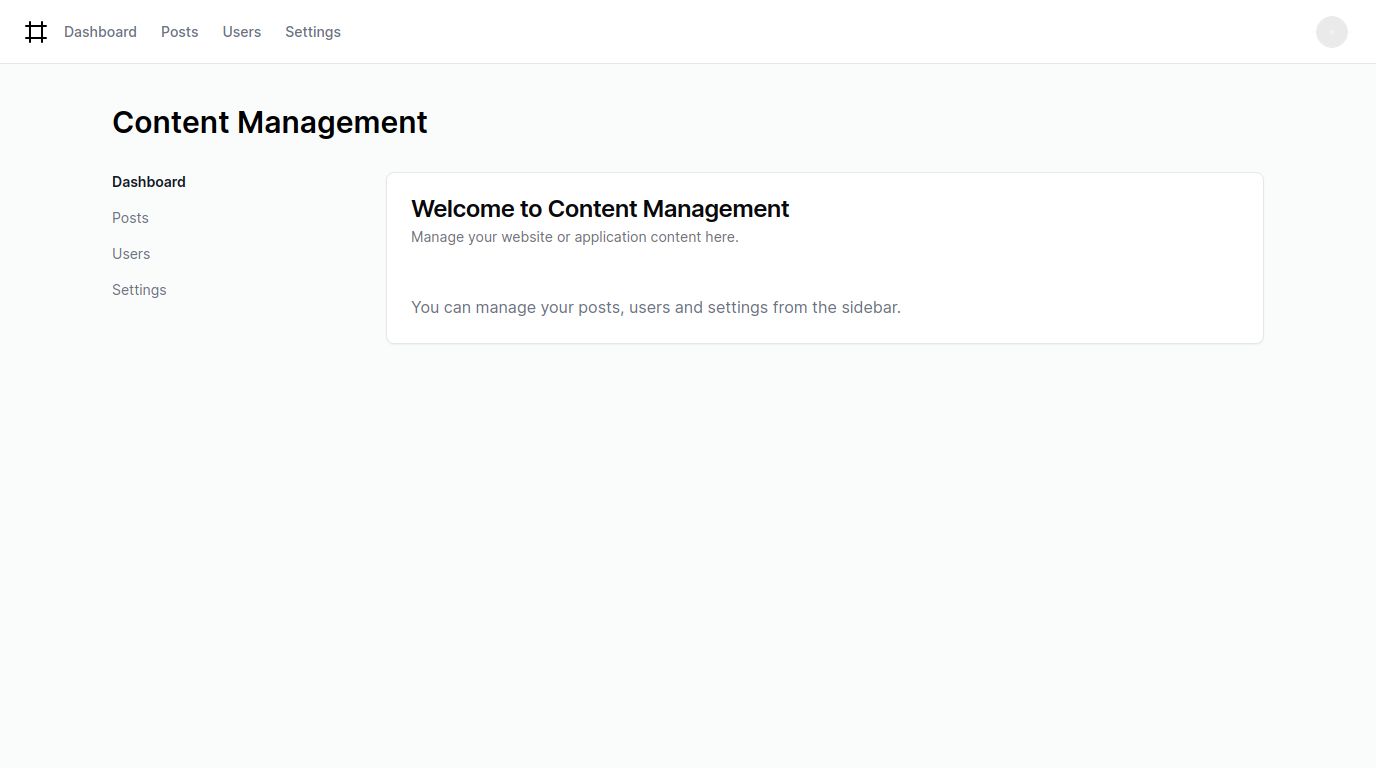 Dashboard Posts Users Settings
Content Management
Dashboard
Posts
Users
Settings
Welcome to Content Management
Manage your website or application content here.
You can manage your posts, users and settings from the sidebar.